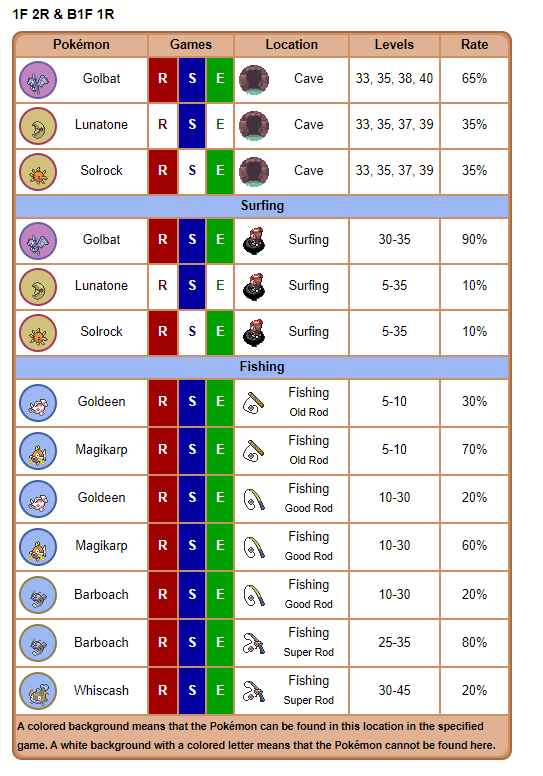 1F 2R & B1F 1R
Pokémon Games Location Levels Rate
Golbat R S E Cave 33, 35, 38, 40 65%
Lunatone R S E Cave 33, 35, 37, 39 35%
Solrock R S E Cave 33, 35, 37, 39 35%
Surfing
Golbat R S E Surfing 30-35 90%
Lunatone R S E Surfing 5-35 10%
Solrock R S E Surfing 5-35 10%
Fishing
Goldeen R S E Fishing Old Rod 5-10 30%
Magikarp R S E Fishing Old Rod 5-10 70%
Goldeen R S E Fishing Good Rod 10-30 20%
Magikarp R S E Fishing Good Rod 10-30 60%
Barboach R S E Fishing Good Rod 10-30 20%
Barboach R S E Fishing Super Rod 25-35 80%
Whiscash R S E Fishing Super Rod 30-45 20%
A colored background means that the Pokémon can be found in this location in the specified
game. A white background with a colored letter means that the Pokémon cannot be found here.